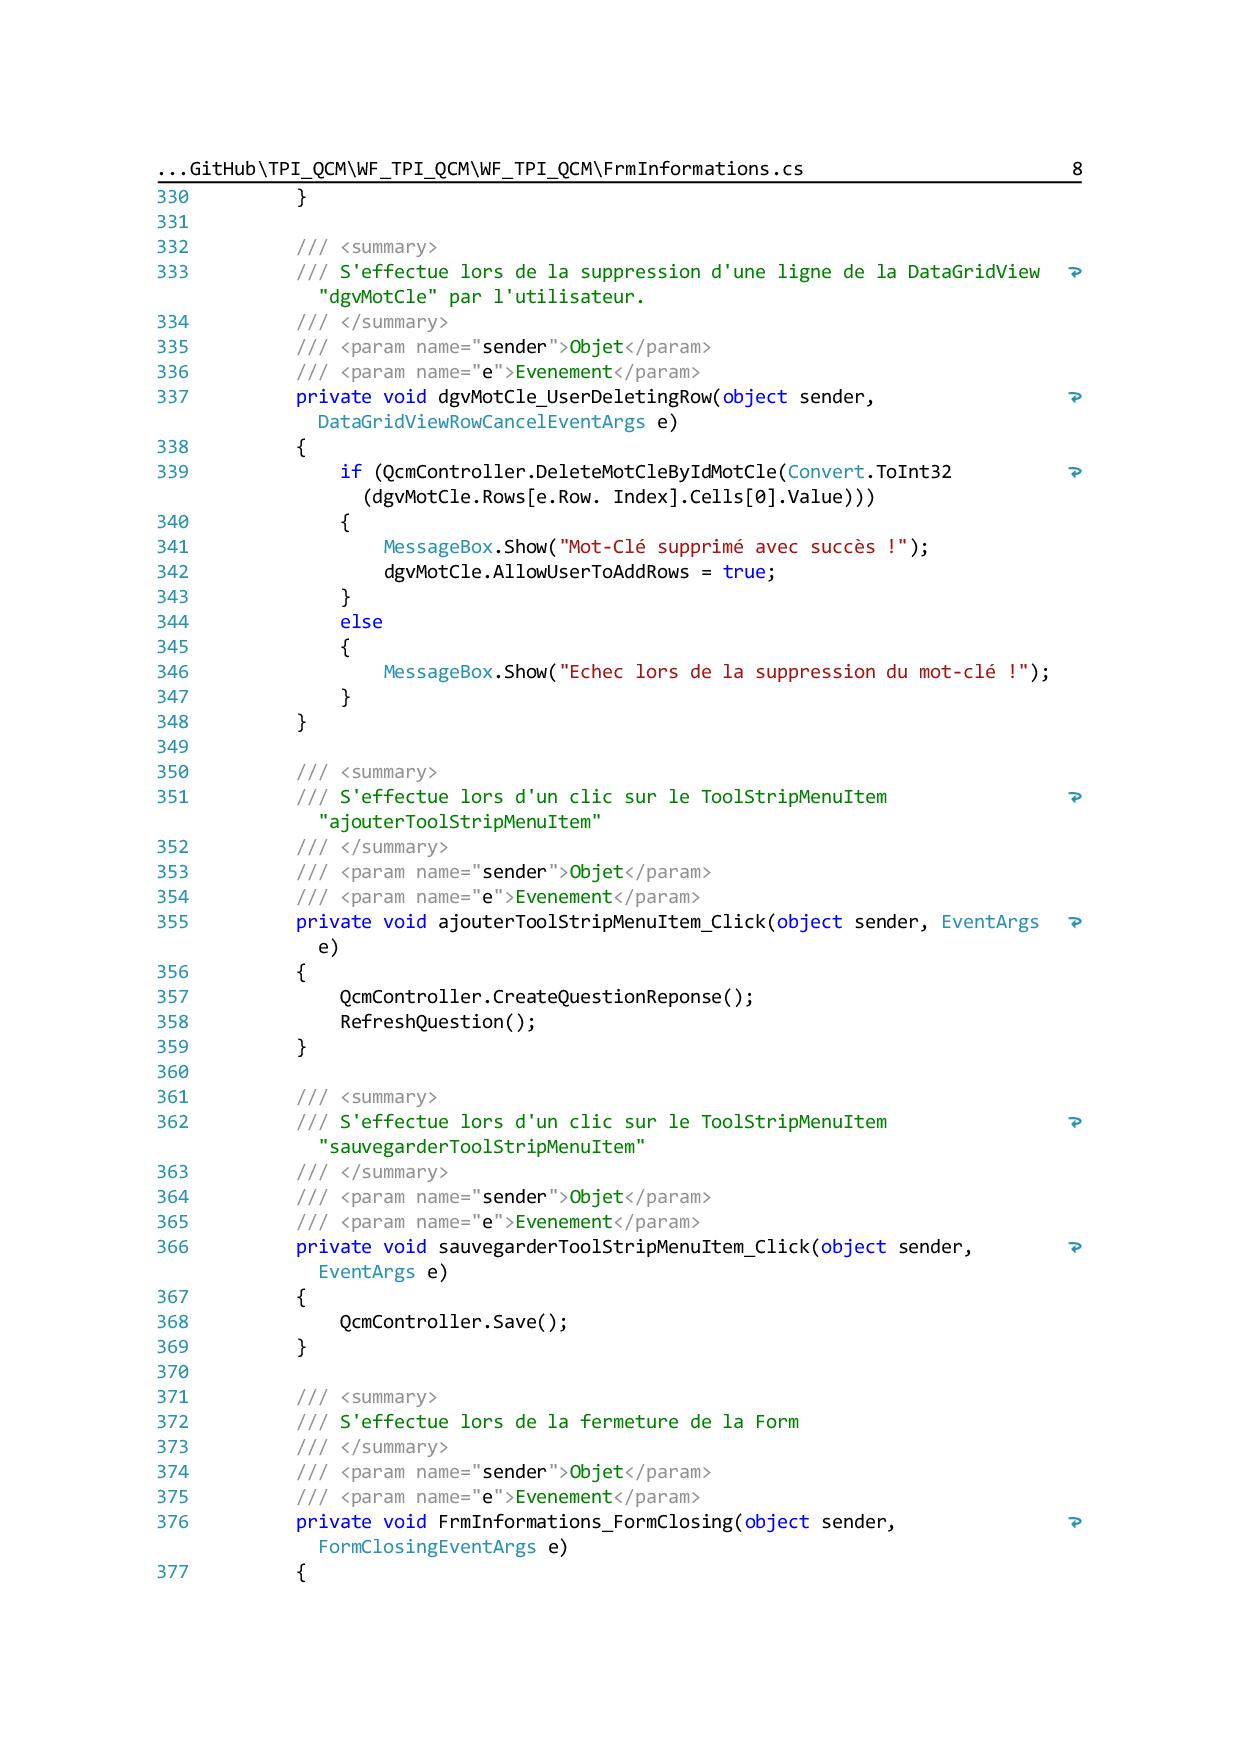 ...GitHub\TPI_QCM\WF_TPI_QCM\WF_TPI_QCM\FrmInformations.cs 8
330 }
331
332 /// <summary>
333 /// S'effectue lors de la suppression d'une ligne de la DataGridView
"dgvMotCle" par l'utilisateur.
334 /// </summary>
335 /// <param name="sender">Objet</param>
336 /// <param name="e">Evenement</param>
337 private void dgvMotCle_UserDeletingRow(object sender,
DataGridViewRowCancelEventArgs e)
338 {
339 if (QcmController.DeleteMotCleByIdMotCle(Convert.ToInt32
(dgvMotCle.Rows[e.Row. Index].Cells[0].Value)))
340 {
341 MessageBox.Show("Mot-Clé supprimé avec succès !");
342 dgvMotCle.AllowUserToAddRows = true;
343 }
344 else
345 {
346 MessageBox.Show("Echec lors de la suppression du mot-clé !");
347 }
348 }
349
350 /// <summary>
351 /// S'effectue lors d'un clic sur le ToolStripMenuItem
"ajouterToolStripMenuItem"
352 /// </summary>
353 /// <param name="sender">Objet</param>
354 /// <param name="e">Evenement</param>
355 private void ajouterToolStripMenuItem_Click(object sender, EventArgs
e)
356 {
357 QcmController.CreateQuestionReponse();
358 RefreshQuestion();
359 }
360
361 /// <summary>
362 /// S'effectue lors d'un clic sur le ToolStripMenuItem
"sauvegarderToolStripMenuItem"
363 /// </summary>
364 /// <param name="sender">Objet</param>
365 /// <param name="e">Evenement</param>
366 private void sauvegarderToolStripMenuItem_Click(object sender,
EventArgs e)
367 {
368 QcmController.Save();
369 }
370
371 /// <summary>
372 /// S'effectue lors de la fermeture de la Form
373 /// </summary>
374 /// <param name="sender">Objet</param>
375 /// <param name="e">Evenement</param>
376 private void FrmInformations_FormClosing(object sender,
FormClosingEventArgs e)
377 {